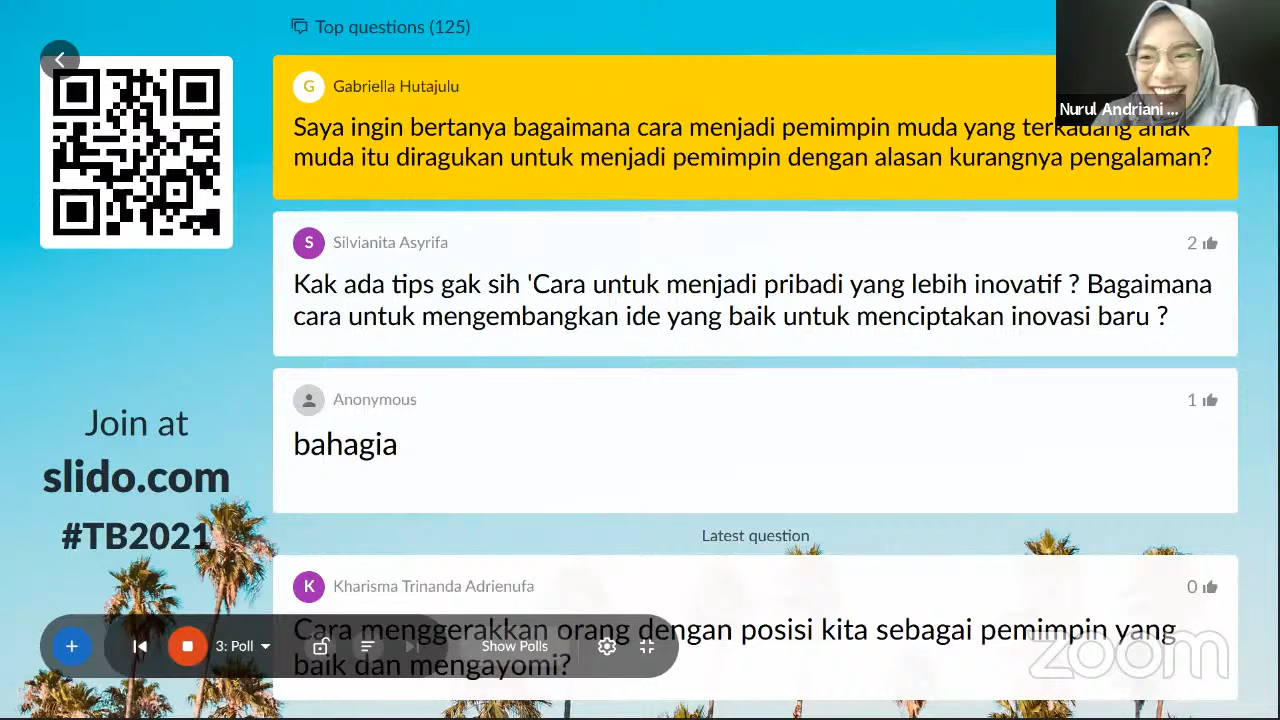 Top questions (125)
G Gabriella Hutajulu
Saya ingin bertanya bagaimana cara menjadi pemimpin muda yang terkadang anak
muda itu diragukan untuk menjadi pemimpin dengan alasan kurangnya pengalaman?
Nurul Andriani ...
S Silvianita Asyrifa 2
Kak ada tips gak sih 'Cara untuk menjadi pribadi yang lebih inovatif ? Bagaimana
cara untuk mengembangkan ide yang baik untuk menciptakan inovasi baru ?
Anonymous 1
bahagia
Join at
slido.com
#TB2021
Latest question
K Kharisma Trinanda Adrienufa 0
Cara menggerakkan orang dengan posisi kita sebagai pemimpin yang
baik dan mengayomi?
3: Poll
Show Polls
zoom